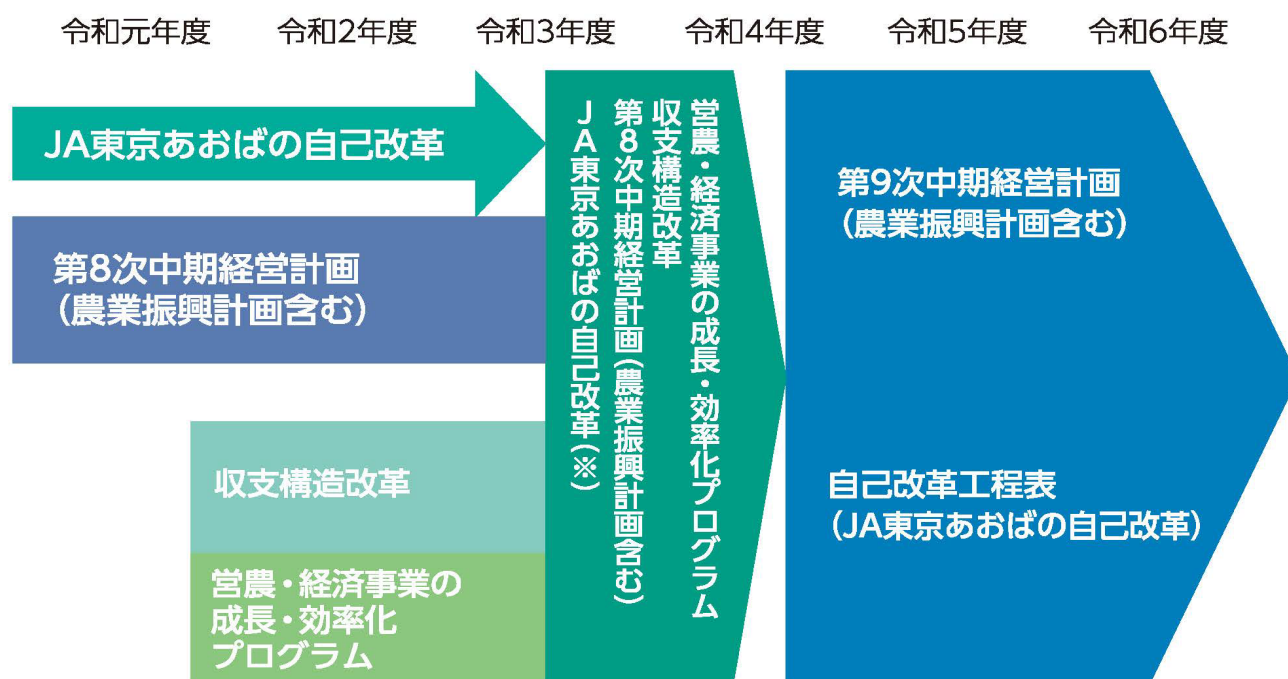 令和元年度 令和2年度 令和3年度 令和4年度 令和5年度 令和6年度
JA東京あおばの自己改革
第8次中期経営計画
(農業振興計画含む)
収支構造改革
営農・経済事業の
成長・効率化
プログラム
営農・経済事業の成長・効率化プログラム
収支構造改革
第8次中期経営計画(農業振興計画含む)
JA東京あおばの自己改革(※)
第9次中期経営計画
(農業振興計画含む)
自己改革工程表
(JA東京あおばの自己改革)